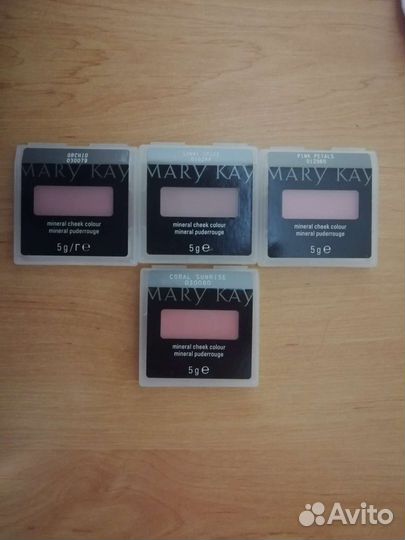 ORCHID
030079
MARY KAY
mineral cheek colour
mineral puderrouge
5g/г℮
MARY KAY
mineral cheek colour
mineral puderrouge
5g℮
PINK PETALS
012965
MARY KAY
mineral cheek colour
mineral puderrouge
5g℮
CORAL SUNRISE
030080
MARY KAY
mineral cheek colour
mineral puderrouge
5g℮
Avito